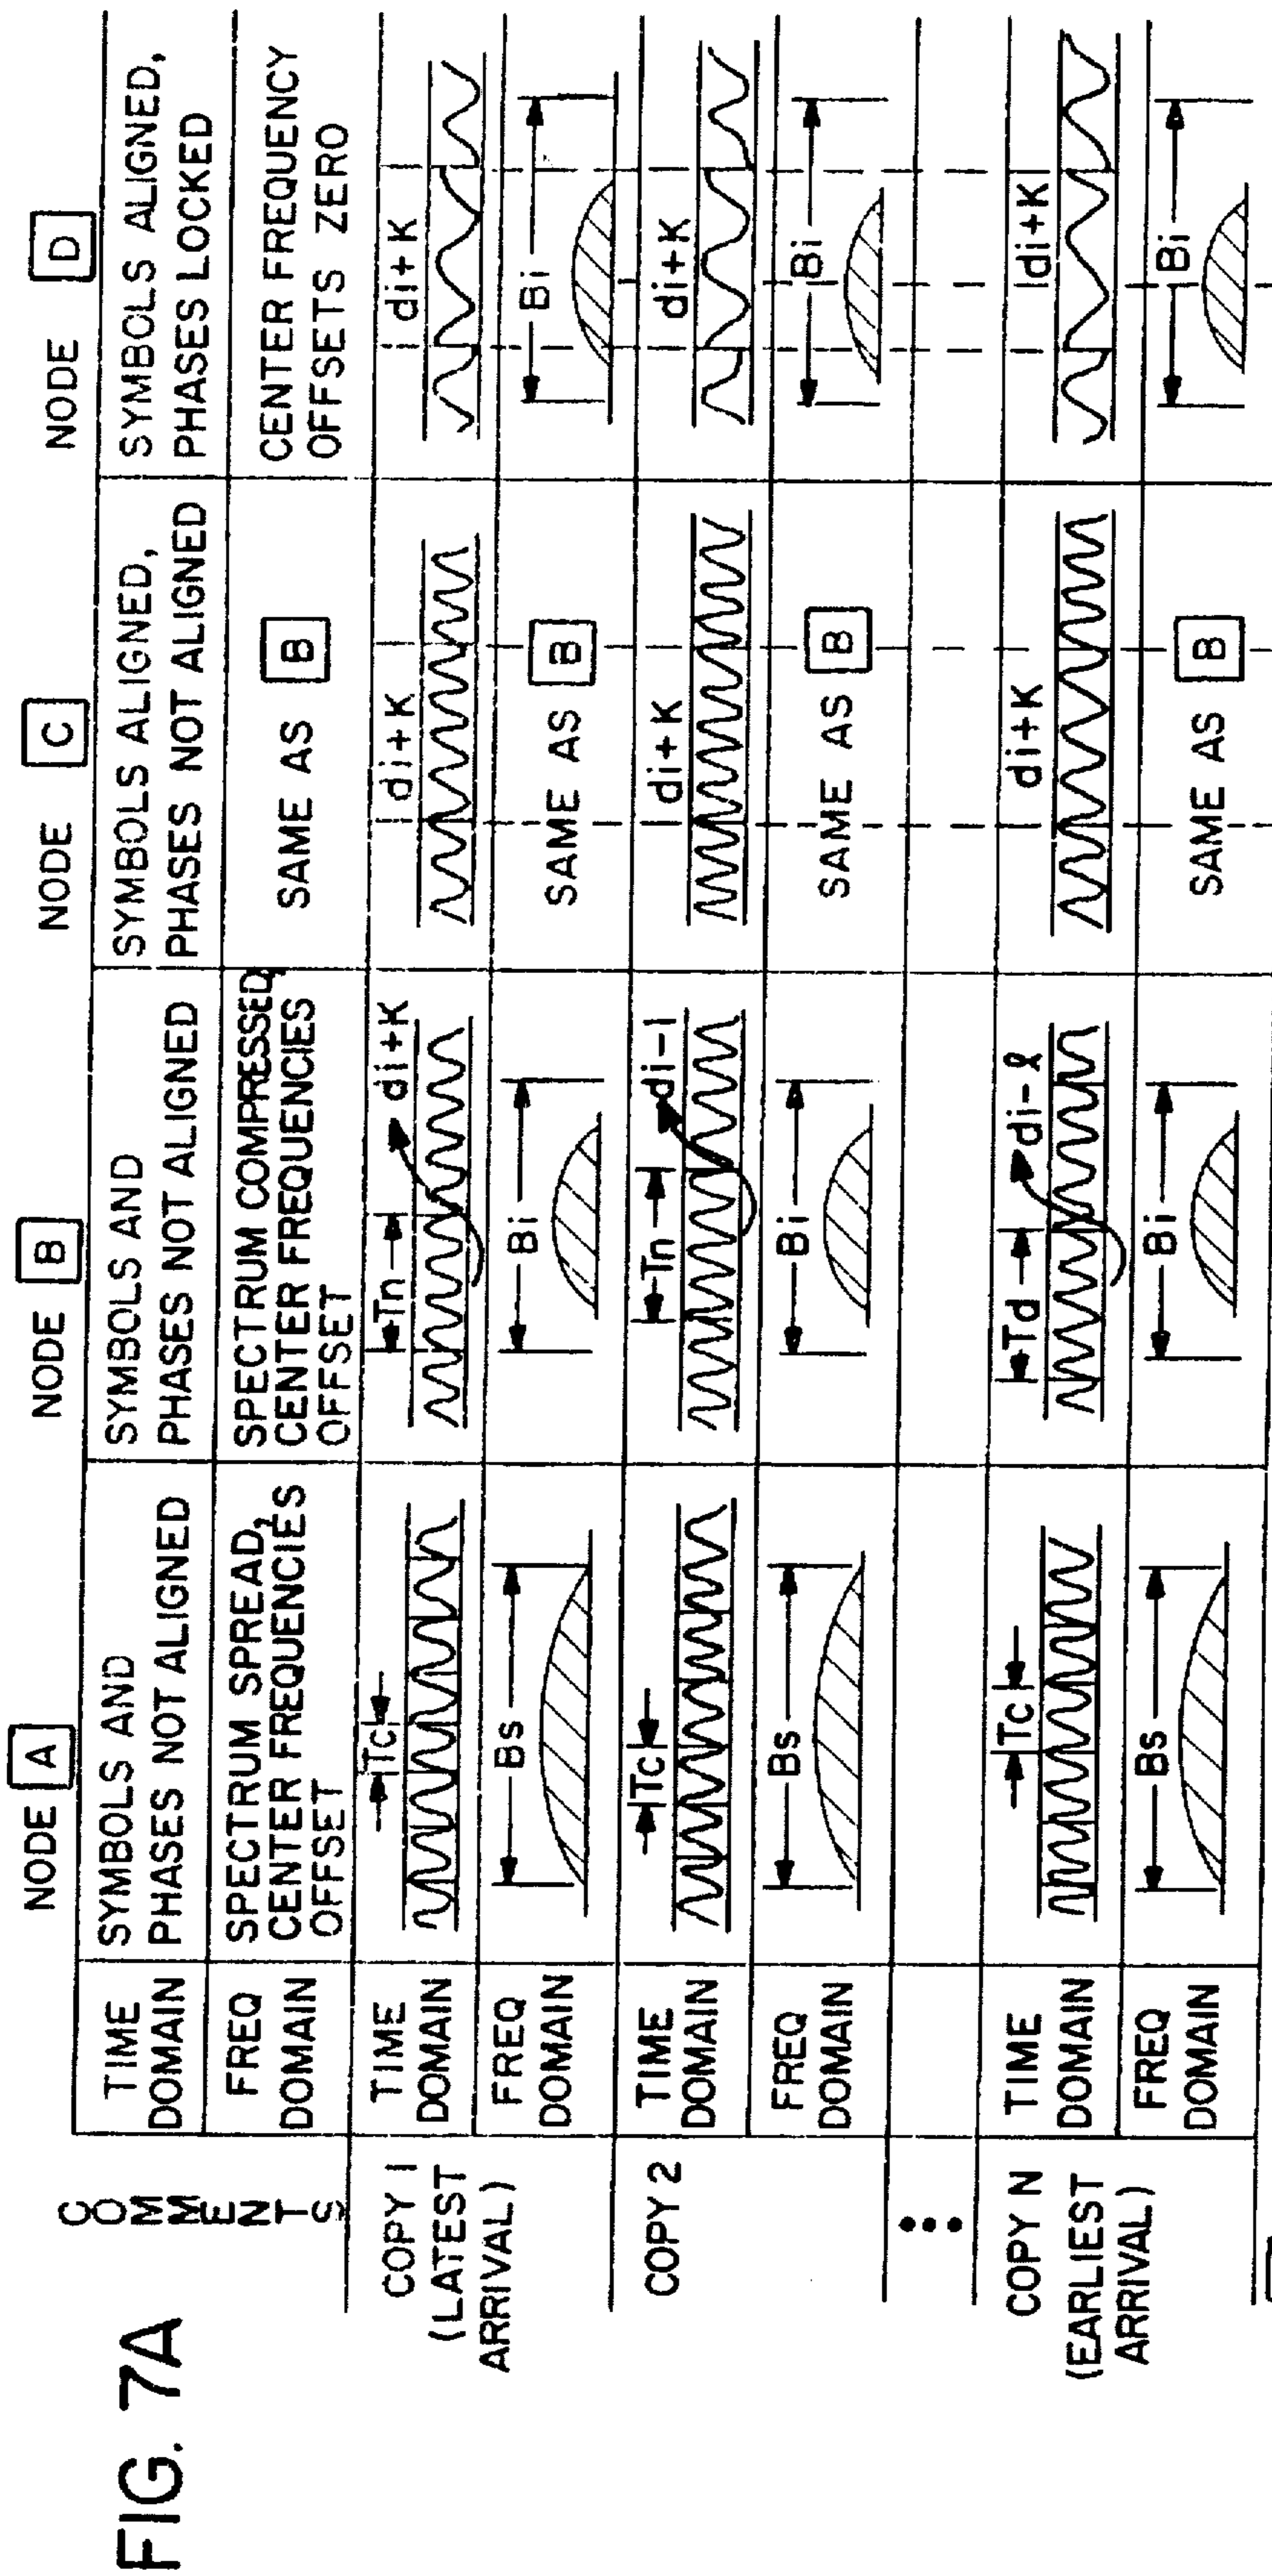 FIG. 7A
NODE A
NODE B
NODE C
NODE D
COMMENTS
TIME
DOMAIN
SYMBOLS AND
PHASES NOT ALIGNED
SYMBOLS AND
PHASES NOT ALIGNED
SYMBOLS ALIGNED,
PHASES NOT ALIGNED
SYMBOLS ALIGNED,
PHASES LOCKED
FREQ
DOMAIN
SPECTRUM SPREAD,
CENTER FREQUENCIES
OFFSET
SPECTRUM COMPRESSED,
CENTER FREQUENCIES
OFFSET
SAME AS B
CENTER FREQUENCY
OFFSETS ZERO
COPY 1
(LATEST
ARRIVAL)
TIME
DOMAIN
Tc
Tn
di+K
di+K
di+K
FREQ
DOMAIN
Bs
Bi
SAME AS B
Bi
COPY 2
TIME
DOMAIN
Tc
Tn
di-1
di+K
di+K
FREQ
DOMAIN
Bs
Bi
SAME AS B
Bi
COPY N
(EARLIEST
ARRIVAL)
TIME
DOMAIN
Tc
Td
di-ℓ
di+K
di+K
FREQ
DOMAIN
Bs
Bi
SAME AS B
Bi